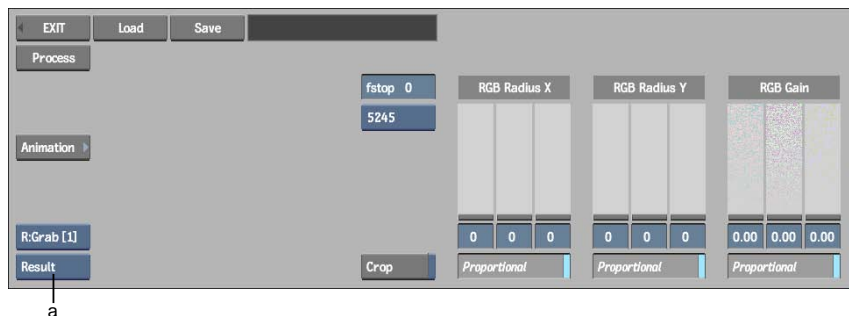 EXIT Load Save
Process
fstop 0 RGB Radius X RGB Radius Y RGB Gain
5245
Animation
R:Grab [1] 0 0 0 0 0 0 0.00 0.00 0.00
Result Crop Proportional Proportional Proportional
a